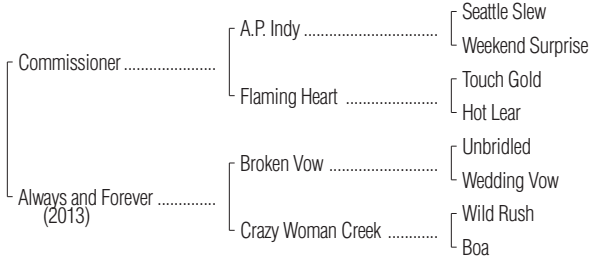 Seattle Slew
A.P. Indy ................................
Weekend Surprise
Commissioner ......................
Touch Gold
Flaming Heart ......................
Hot Lear
Unbridled
Broken Vow ..........................
Wedding Vow
Always and Forever ..............
(2013)
Wild Rush
Crazy Woman Creek ............
Boa